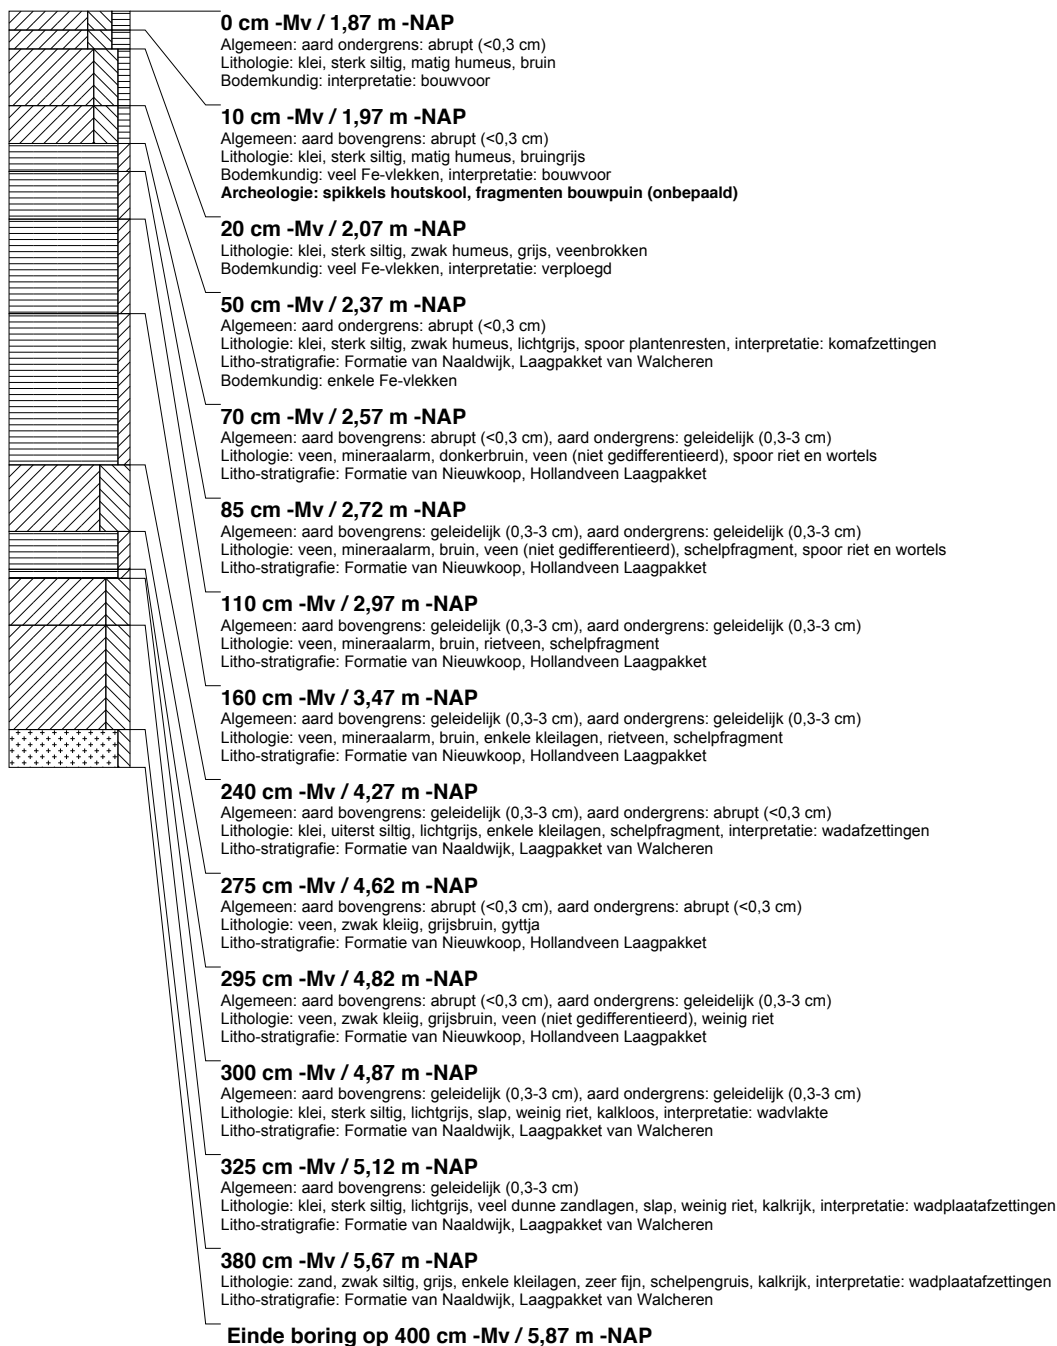 0 cm -Mv / 1,87 m -NAP
Algemeen: aard ondergrens: abrupt (<0,3 cm)
Lithologie: klei, sterk siltig, matig humeus, bruin
Bodemkundig: interpretatie: bouwvoor
10 cm -Mv / 1,97 m -NAP
Algemeen: aard bovengrens: abrupt (<0,3 cm)
Lithologie: klei, sterk siltig, matig humeus, bruingrijs
Bodemkundig: veel Fe-vlekken, interpretatie: bouwvoor
Archeologie: spikkels houtskool, fragmenten bouwpuin (onbepaald)
20 cm -Mv / 2,07 m -NAP
Lithologie: klei, sterk siltig, zwak humeus, grijs, veenbrokken
Bodemkundig: veel Fe-vlekken, interpretatie: verploegd
50 cm -Mv / 2,37 m -NAP
Algemeen: aard ondergrens: abrupt (<0,3 cm)
Lithologie: klei, sterk siltig, zwak humeus, lichtgrijs, spoor plantenresten, interpretatie: komafzettingen
Litho-stratigrafie: Formatie van Naaldwijk, Laagpakket van Walcheren
Bodemkundig: enkele Fe-vlekken
70 cm -Mv / 2,57 m -NAP
Algemeen: aard bovengrens: abrupt (<0,3 cm), aard ondergrens: geleidelijk (0,3-3 cm)
Lithologie: veen, mineraalarm, donkerbruin, veen (niet gedifferentieerd), spoor riet en wortels
Litho-stratigrafie: Formatie van Nieuwkoop, Hollandveen Laagpakket
85 cm -Mv / 2,72 m -NAP
Algemeen: aard bovengrens: geleidelijk (0,3-3 cm), aard ondergrens: geleidelijk (0,3-3 cm)
Lithologie: veen, mineraalarm, bruin, veen (niet gedifferentieerd), schelpfragment, spoor riet en wortels
Litho-stratigrafie: Formatie van Nieuwkoop, Hollandveen Laagpakket
110 cm -Mv / 2,97 m -NAP
Algemeen: aard bovengrens: geleidelijk (0,3-3 cm), aard ondergrens: geleidelijk (0,3-3 cm)
Lithologie: veen, mineraalarm, bruin, rietveen, schelpfragment
Litho-stratigrafie: Formatie van Nieuwkoop, Hollandveen Laagpakket
160 cm -Mv / 3,47 m -NAP
Algemeen: aard bovengrens: geleidelijk (0,3-3 cm), aard ondergrens: geleidelijk (0,3-3 cm)
Lithologie: veen, mineraalarm, bruin, enkele kleilagen, rietveen, schelpfragment
Litho-stratigrafie: Formatie van Nieuwkoop, Hollandveen Laagpakket
240 cm -Mv / 4,27 m -NAP
Algemeen: aard bovengrens: geleidelijk (0,3-3 cm), aard ondergrens: abrupt (<0,3 cm)
Lithologie: klei, uiterst siltig, lichtgrijs, enkele kleilagen, schelpfragment, interpretatie: wadafzettingen
Litho-stratigrafie: Formatie van Naaldwijk, Laagpakket van Walcheren
275 cm -Mv / 4,62 m -NAP
Algemeen: aard bovengrens: abrupt (<0,3 cm), aard ondergrens: abrupt (<0,3 cm)
Lithologie: veen, zwak kleiig, grijsbruin, gyttja
Litho-stratigrafie: Formatie van Nieuwkoop, Hollandveen Laagpakket
295 cm -Mv / 4,82 m -NAP
Algemeen: aard bovengrens: abrupt (<0,3 cm), aard ondergrens: geleidelijk (0,3-3 cm)
Lithologie: veen, zwak kleiig, grijsbruin, veen (niet gedifferentieerd), weinig riet
Litho-stratigrafie: Formatie van Nieuwkoop, Hollandveen Laagpakket
300 cm -Mv / 4,87 m -NAP
Algemeen: aard bovengrens: geleidelijk (0,3-3 cm), aard ondergrens: geleidelijk (0,3-3 cm)
Lithologie: klei, sterk siltig, lichtgrijs, slap, weinig riet, kalkloos, interpretatie: wadvlakte
Litho-stratigrafie: Formatie van Naaldwijk, Laagpakket van Walcheren
325 cm -Mv / 5,12 m -NAP
Algemeen: aard bovengrens: geleidelijk (0,3-3 cm)
Lithologie: klei, sterk siltig, lichtgrijs, veel dunne zandlagen, slap, weinig riet, kalkrijk, interpretatie: wadplaatafzettingen
Litho-stratigrafie: Formatie van Naaldwijk, Laagpakket van Walcheren
380 cm -Mv / 5,67 m -NAP
Lithologie: zand, zwak siltig, grijs, enkele kleilagen, zeer fijn, schelpengruis, kalkrijk, interpretatie: wadplaatafzettingen
Litho-stratigrafie: Formatie van Naaldwijk, Laagpakket van Walcheren
Einde boring op 400 cm -Mv / 5,87 m -NAP